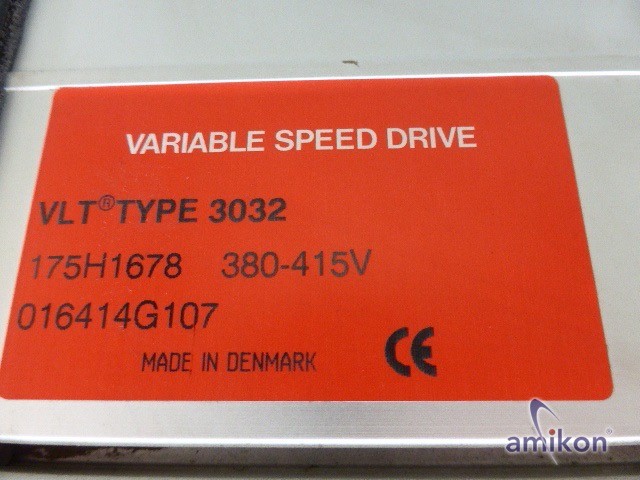 VARIABLE SPEED DRIVE
VLT® TYPE 3032
175H1678 380-415V
016414G107
MADE IN DENMARK CE
amikon®